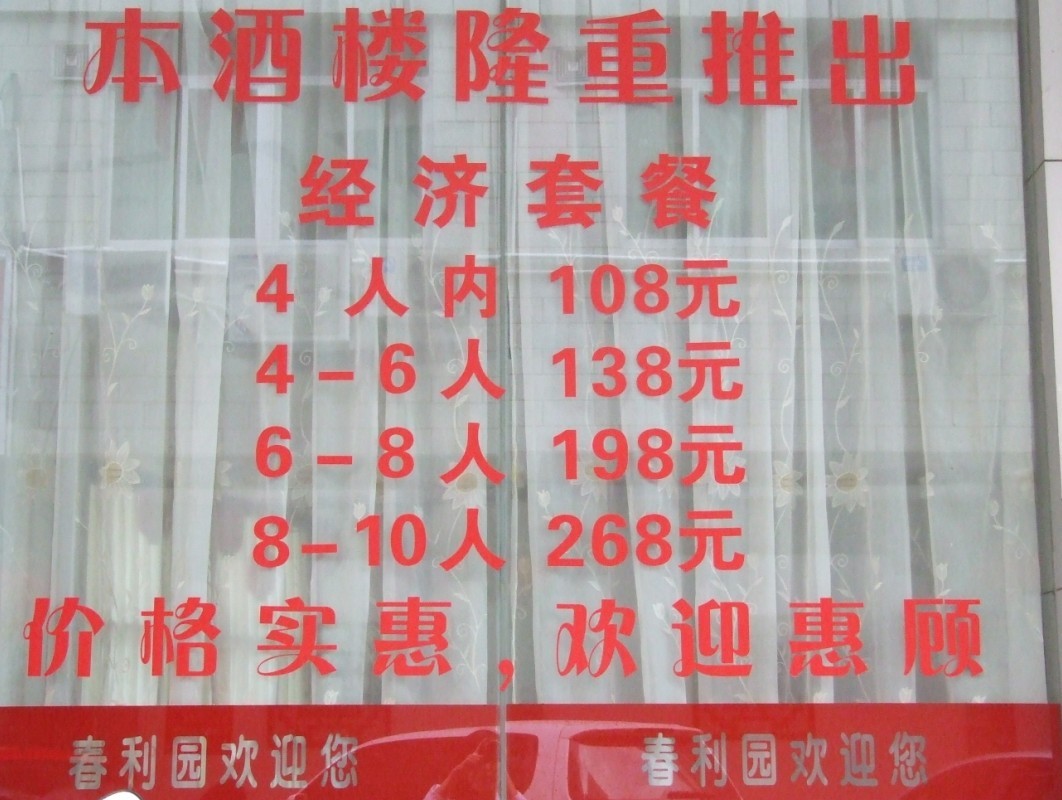 本酒楼隆重推出
经济套餐
4人内 108元
4-6人 138元
6-8人 198元
8-10人 268元
价格实惠,欢迎惠顾
春利园欢迎您 春利园欢迎您